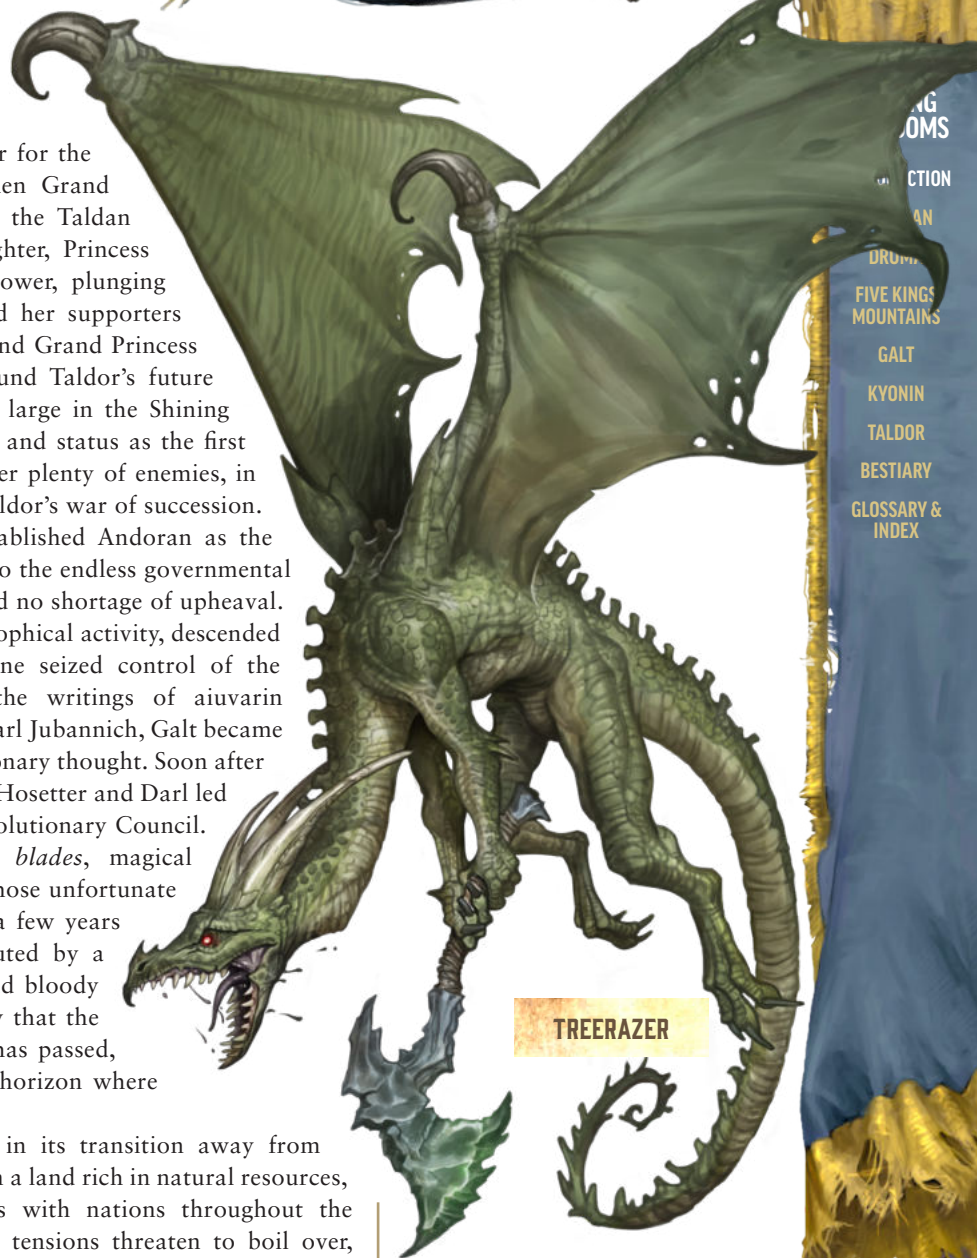 r for the
en Grand
the Taldan
ghter, Princess
ower, plunging
d her supporters
nd Grand Princess
und Taldor's future
large in the Shining
and status as the first
er plenty of enemies, in
ldor's war of succession.
ablished Andoran as the
o the endless governmental
d no shortage of upheaval.
ophical activity, descended
ne seized control of the
the writings of aiuvarin
arl Jubannich, Galt became
onary thought. Soon after
Hosetter and Darl led
olutionary Council.
blades, magical
hose unfortunate
a few years
uted by a
d bloody
y that the
has passed,
horizon where
in its transition away from
n a land rich in natural resources,
s with nations throughout the
tensions threaten to boil over,
TREERAZER
NG
OMS
CTION
AN
DRUMA
FIVE KINGS
MOUNTAINS
GALT
KYONIN
TALDOR
BESTIARY
GLOSSARY &
INDEX